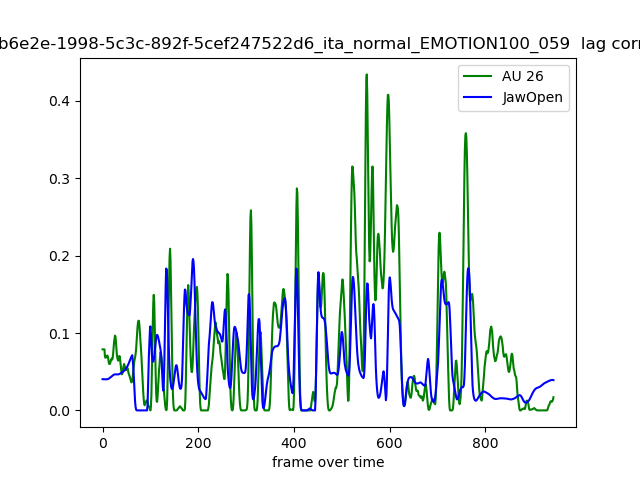 b6e2e-1998-5c3c-892f-5cef247522d6_ita_normal_EMOTION100_059 lag corr
AU 26
JawOpen
0.4
0.3
0.2
0.1
0.0
0 200 400 600 800
frame over time